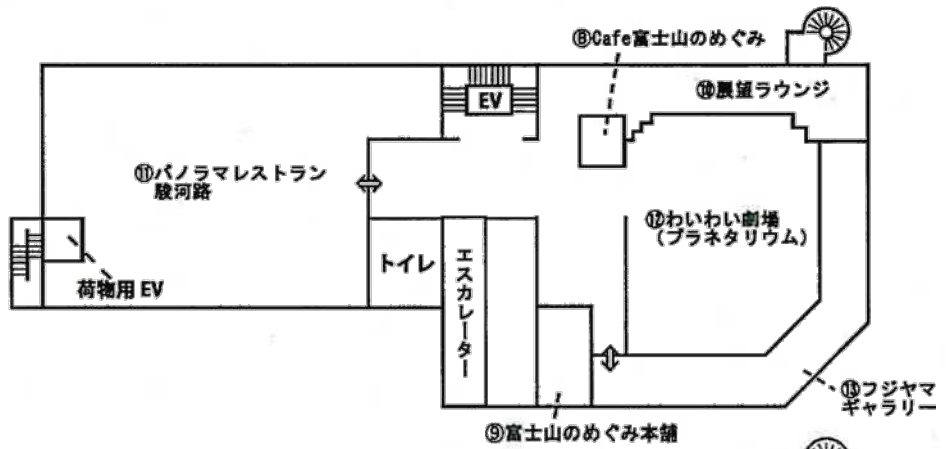 ⑧Cafe富士山のめぐみ
⑩展望ラウンジ
EV
⑪パノラマレストラン
駿河路
⑫わいわい劇場
（プラネタリウム）
トイレ
エスカレーター
荷物用 EV
⑬フジヤマ
ギャラリー
⑨富士山のめぐみ本舗